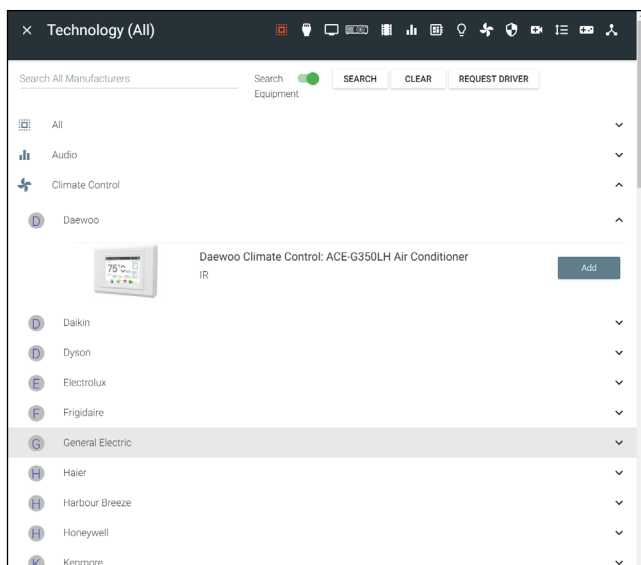 Technology (All)
Search All Manufacturers
Search
Equipment
SEARCH
CLEAR
REQUEST DRIVER
All
Audio
Climate Control
D
Daewoo
75°
Daewoo Climate Control: ACE-G350LH Air Conditioner
IR
Add
D
Daikin
D
Dyson
E
Electrolux
F
Frigidaire
G
General Electric
H
Haier
H
Harbour Breeze
H
Honeywell
K
Kenmore